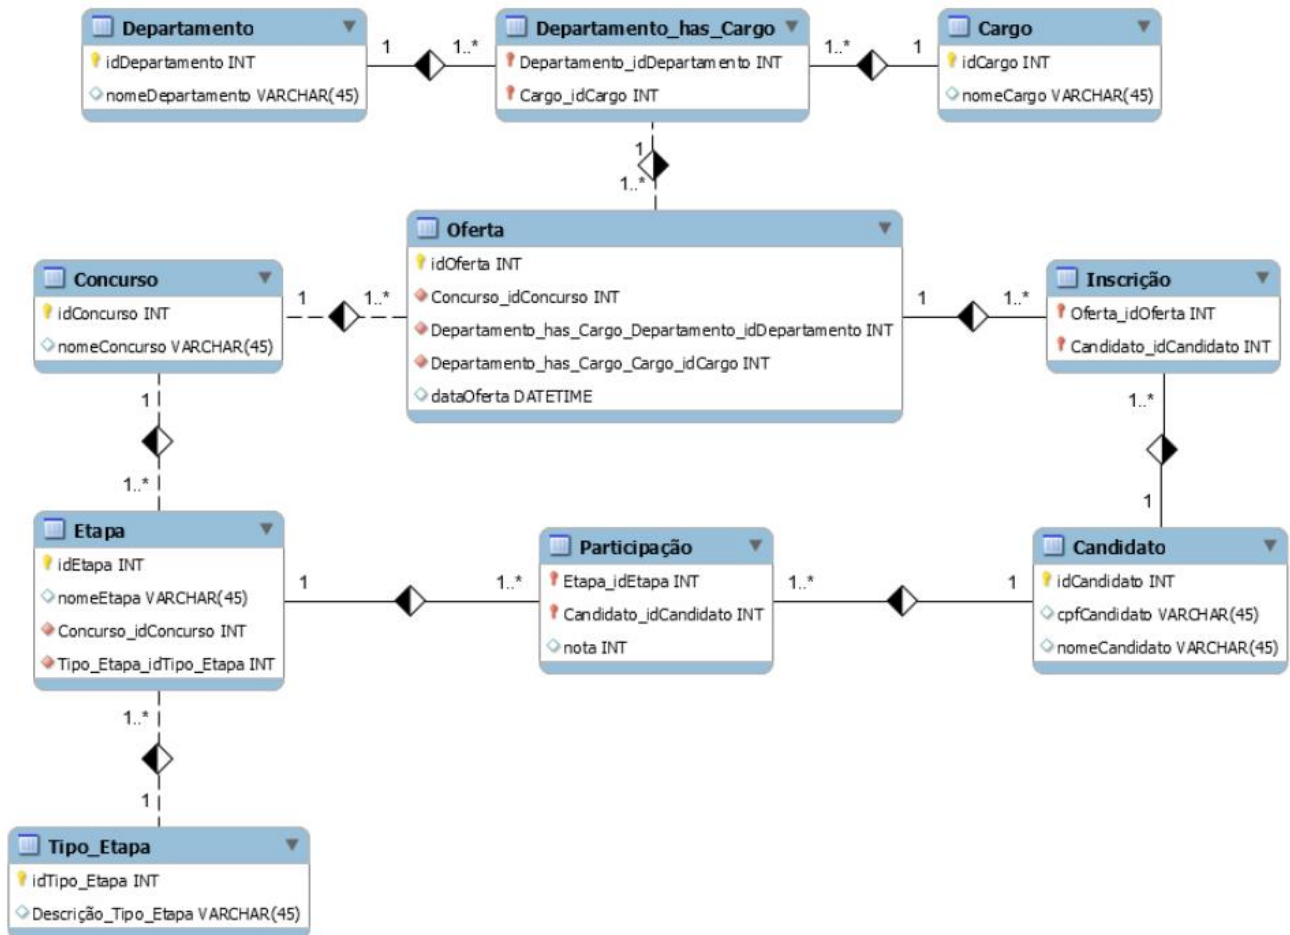 Departamento
idDepartamento INT
nomeDepartamento VARCHAR(45)
1
1..*
Departamento_has_Cargo
Departamento_idDepartamento INT
Cargo_idCargo INT
1..*
1
Cargo
idCargo INT
nomeCargo VARCHAR(45)
1
1..*
Oferta
idOferta INT
Concurso_idConcurso INT
Departamento_has_Cargo_Departamento_idDepartamento INT
Departamento_has_Cargo_Cargo_idCargo INT
dataOferta DATETIME
Concurso
idConcurso INT
nomeConcurso VARCHAR(45)
1
1..*
1
1..*
Inscrição
Oferta_idOferta INT
Candidato_idCandidato INT
1
1..*
1..*
1
Etapa
idEtapa INT
nomeEtapa VARCHAR(45)
Concurso_idConcurso INT
Tipo_Etapa_idTipo_Etapa INT
1
1..*
Participação
Etapa_idEtapa INT
Candidato_idCandidato INT
nota INT
1..*
1
Candidato
idCandidato INT
cpfCandidato VARCHAR(45)
nomeCandidato VARCHAR(45)
1..*
1
Tipo_Etapa
idTipo_Etapa INT
Descrição_Tipo_Etapa VARCHAR(45)